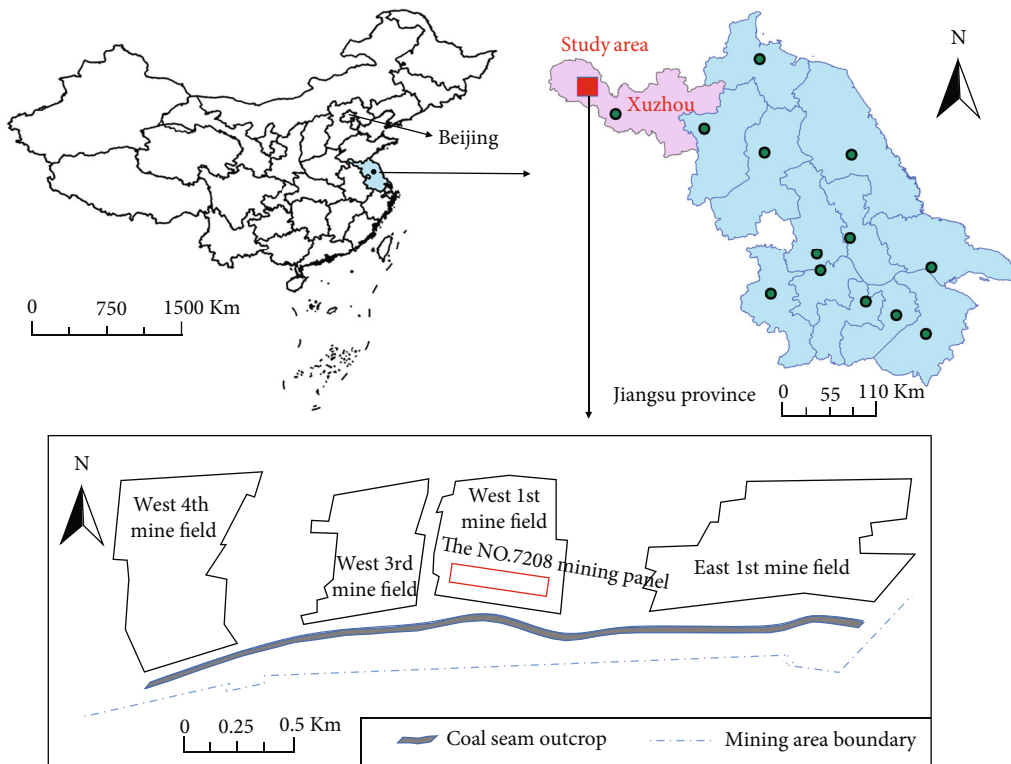 Beijing
0 750 1500 Km
Study area
Xuzhou
N
Jiangsu province
0 55 110 Km
N
West 4th
mine field
West 3rd
mine field
West 1st
mine field
The NO.7208 mining panel
East 1st mine field
0 0.25 0.5 Km
Coal seam outcrop
Mining area boundary